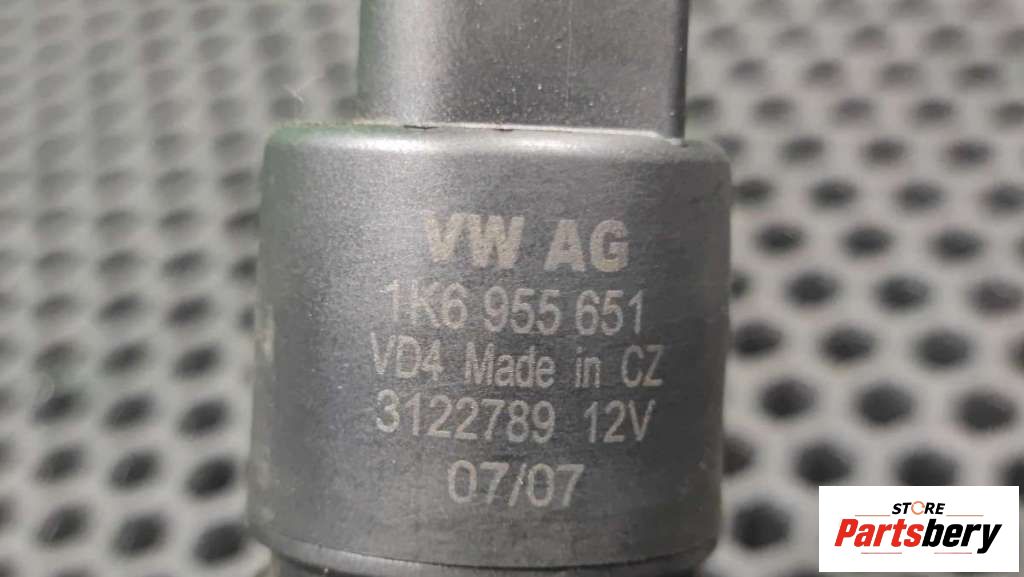 VW AG
1K6 955 651
VD4 Made in CZ
3122789 12V
07/07
STORE
Partsbery